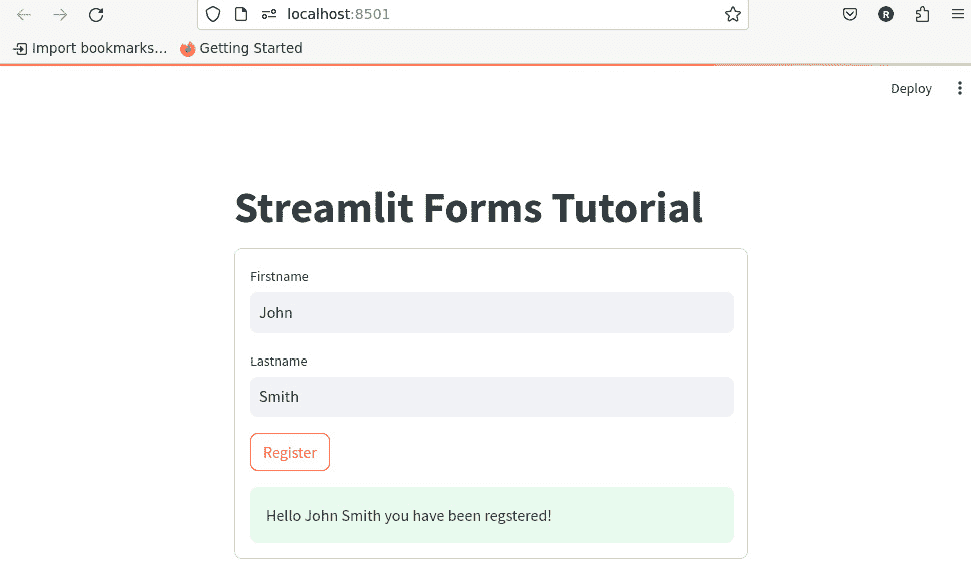 localhost:8501
R
Import bookmarks...
Getting Started
Deploy
Streamlit Forms Tutorial
Firstname
John
Lastname
Smith
Register
Hello John Smith you have been regstered!